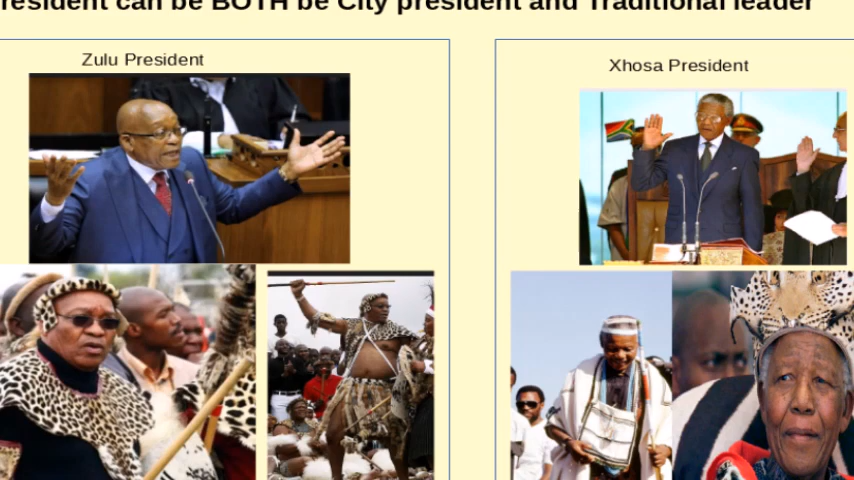 resident can be BOTH be City president and Traditional leader
Zulu President
Xhosa President